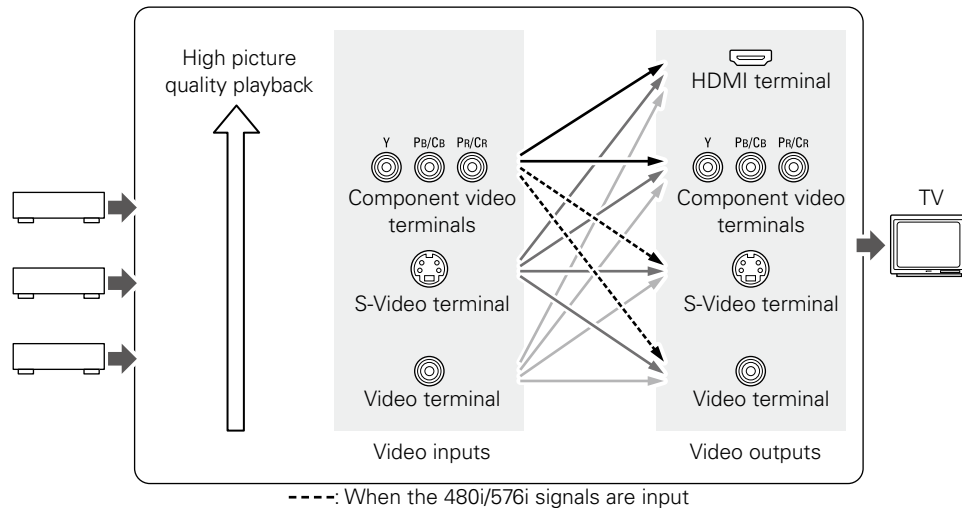 High picture
quality playback
Y PB/CB PR/CR
Component video
terminals
S-Video terminal
Video terminal
Video inputs
HDMI terminal
Y PB/CB PR/CR
Component video
terminals
S-Video terminal
Video terminal
Video outputs
TV
: When the 480i/576i signals are input